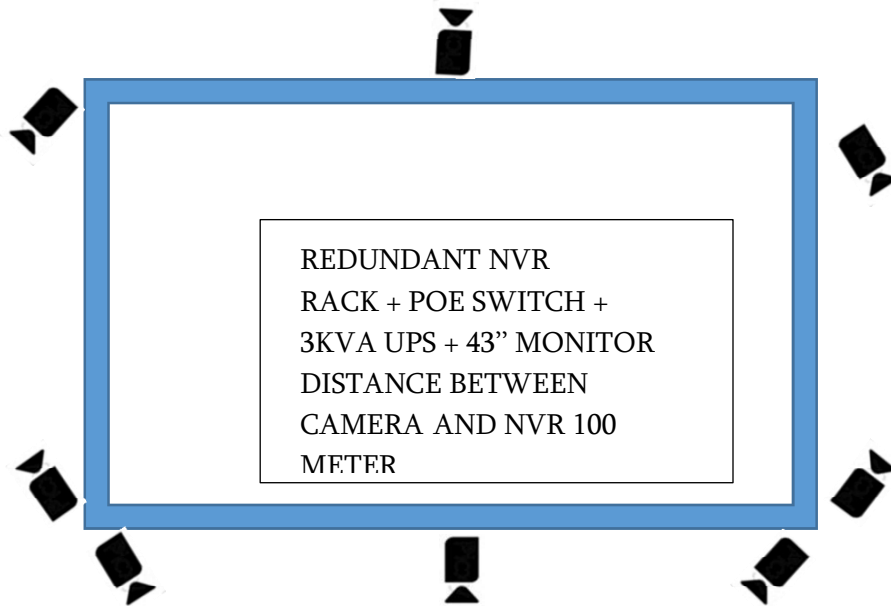 REDUNDANT NVR
RACK + POE SWITCH +
3KVA UPS + 43” MONITOR
DISTANCE BETWEEN
CAMERA AND NVR 100
METER